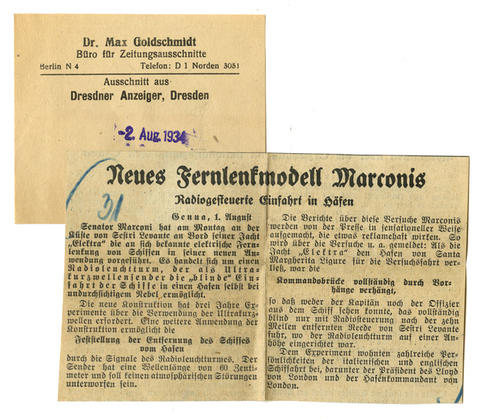 Dr. Max Goldschmidt
Büro für Zeitungsausschnitte
Berlin N 4 Telefon: D 1 Norden 3051
Ausschnitt aus
Dresdner Anzeiger, Dresden
-2. Aug. 1934
31
Neues Fernlenkmodell Marconis
Radiogesteuerte Einfahrt in Häfen
Genua, 1. August
Senator Marconi hat am Montag an der
Küste von Sestri Levante an Bord seiner Jacht
„Elektra“ die an sich bekannte elektrische Fern-
lenkung von Schiffen in seiner neuen An-
wendung vorgeführt. Es handelt sich um einen
Radioleuchtturm, der als Ultra-
kurzwellensender die „blinde“ Ein-
fahrt der Schiffe in einen Hafen selbst bei
undurchsichtigem Nebel, ermöglicht.
Die neue Konstruktion hat drei Jahre Ex-
perimente über die Verwendung der Ultrakurz-
wellen erfordert. Eine weitere Anwendung der
Konstruktion ermöglicht die
Feststellung der Entfernung des Schiffes
vom Hafen
durch die Signale des Radioleuchtturmes. Der
Sender hat eine Wellenlänge von 60 Zenti-
meter und soll keinen atmosphärischen Störungen
unterworfen sein.
Die Berichte über diese Versuche Marconis
werden von der Presse in sensationeller Weise
aufgemacht, die etwas reklamehaft wirken. So
wird über die Versuche u. a. gemeldet: Als die
Jacht „Elektra“ den Hafen von Santa
Margherita Ligure für die Versuchsfahrt ver-
ließ, war die
Kommandobrücke vollständig durch Vor-
hänge verhängt,
so daß weder der Kapitän noch der Offizier
aus dem Schiff sehen konnte, das vollständig
blind nur mit Radiosteuerung nach der zehn
Meilen entfernten Reede von Sestri Levante
fuhr, wo der Radioleuchtturm auf einer An-
höhe eingerichtet war.
Dem Experiment wohnten zahlreiche Per-
sönlichkeiten der italienischen und englischen
Schiffahrt bei, darunter der Präsident des Lloyd
von London und der Hafenkommandant von
London.